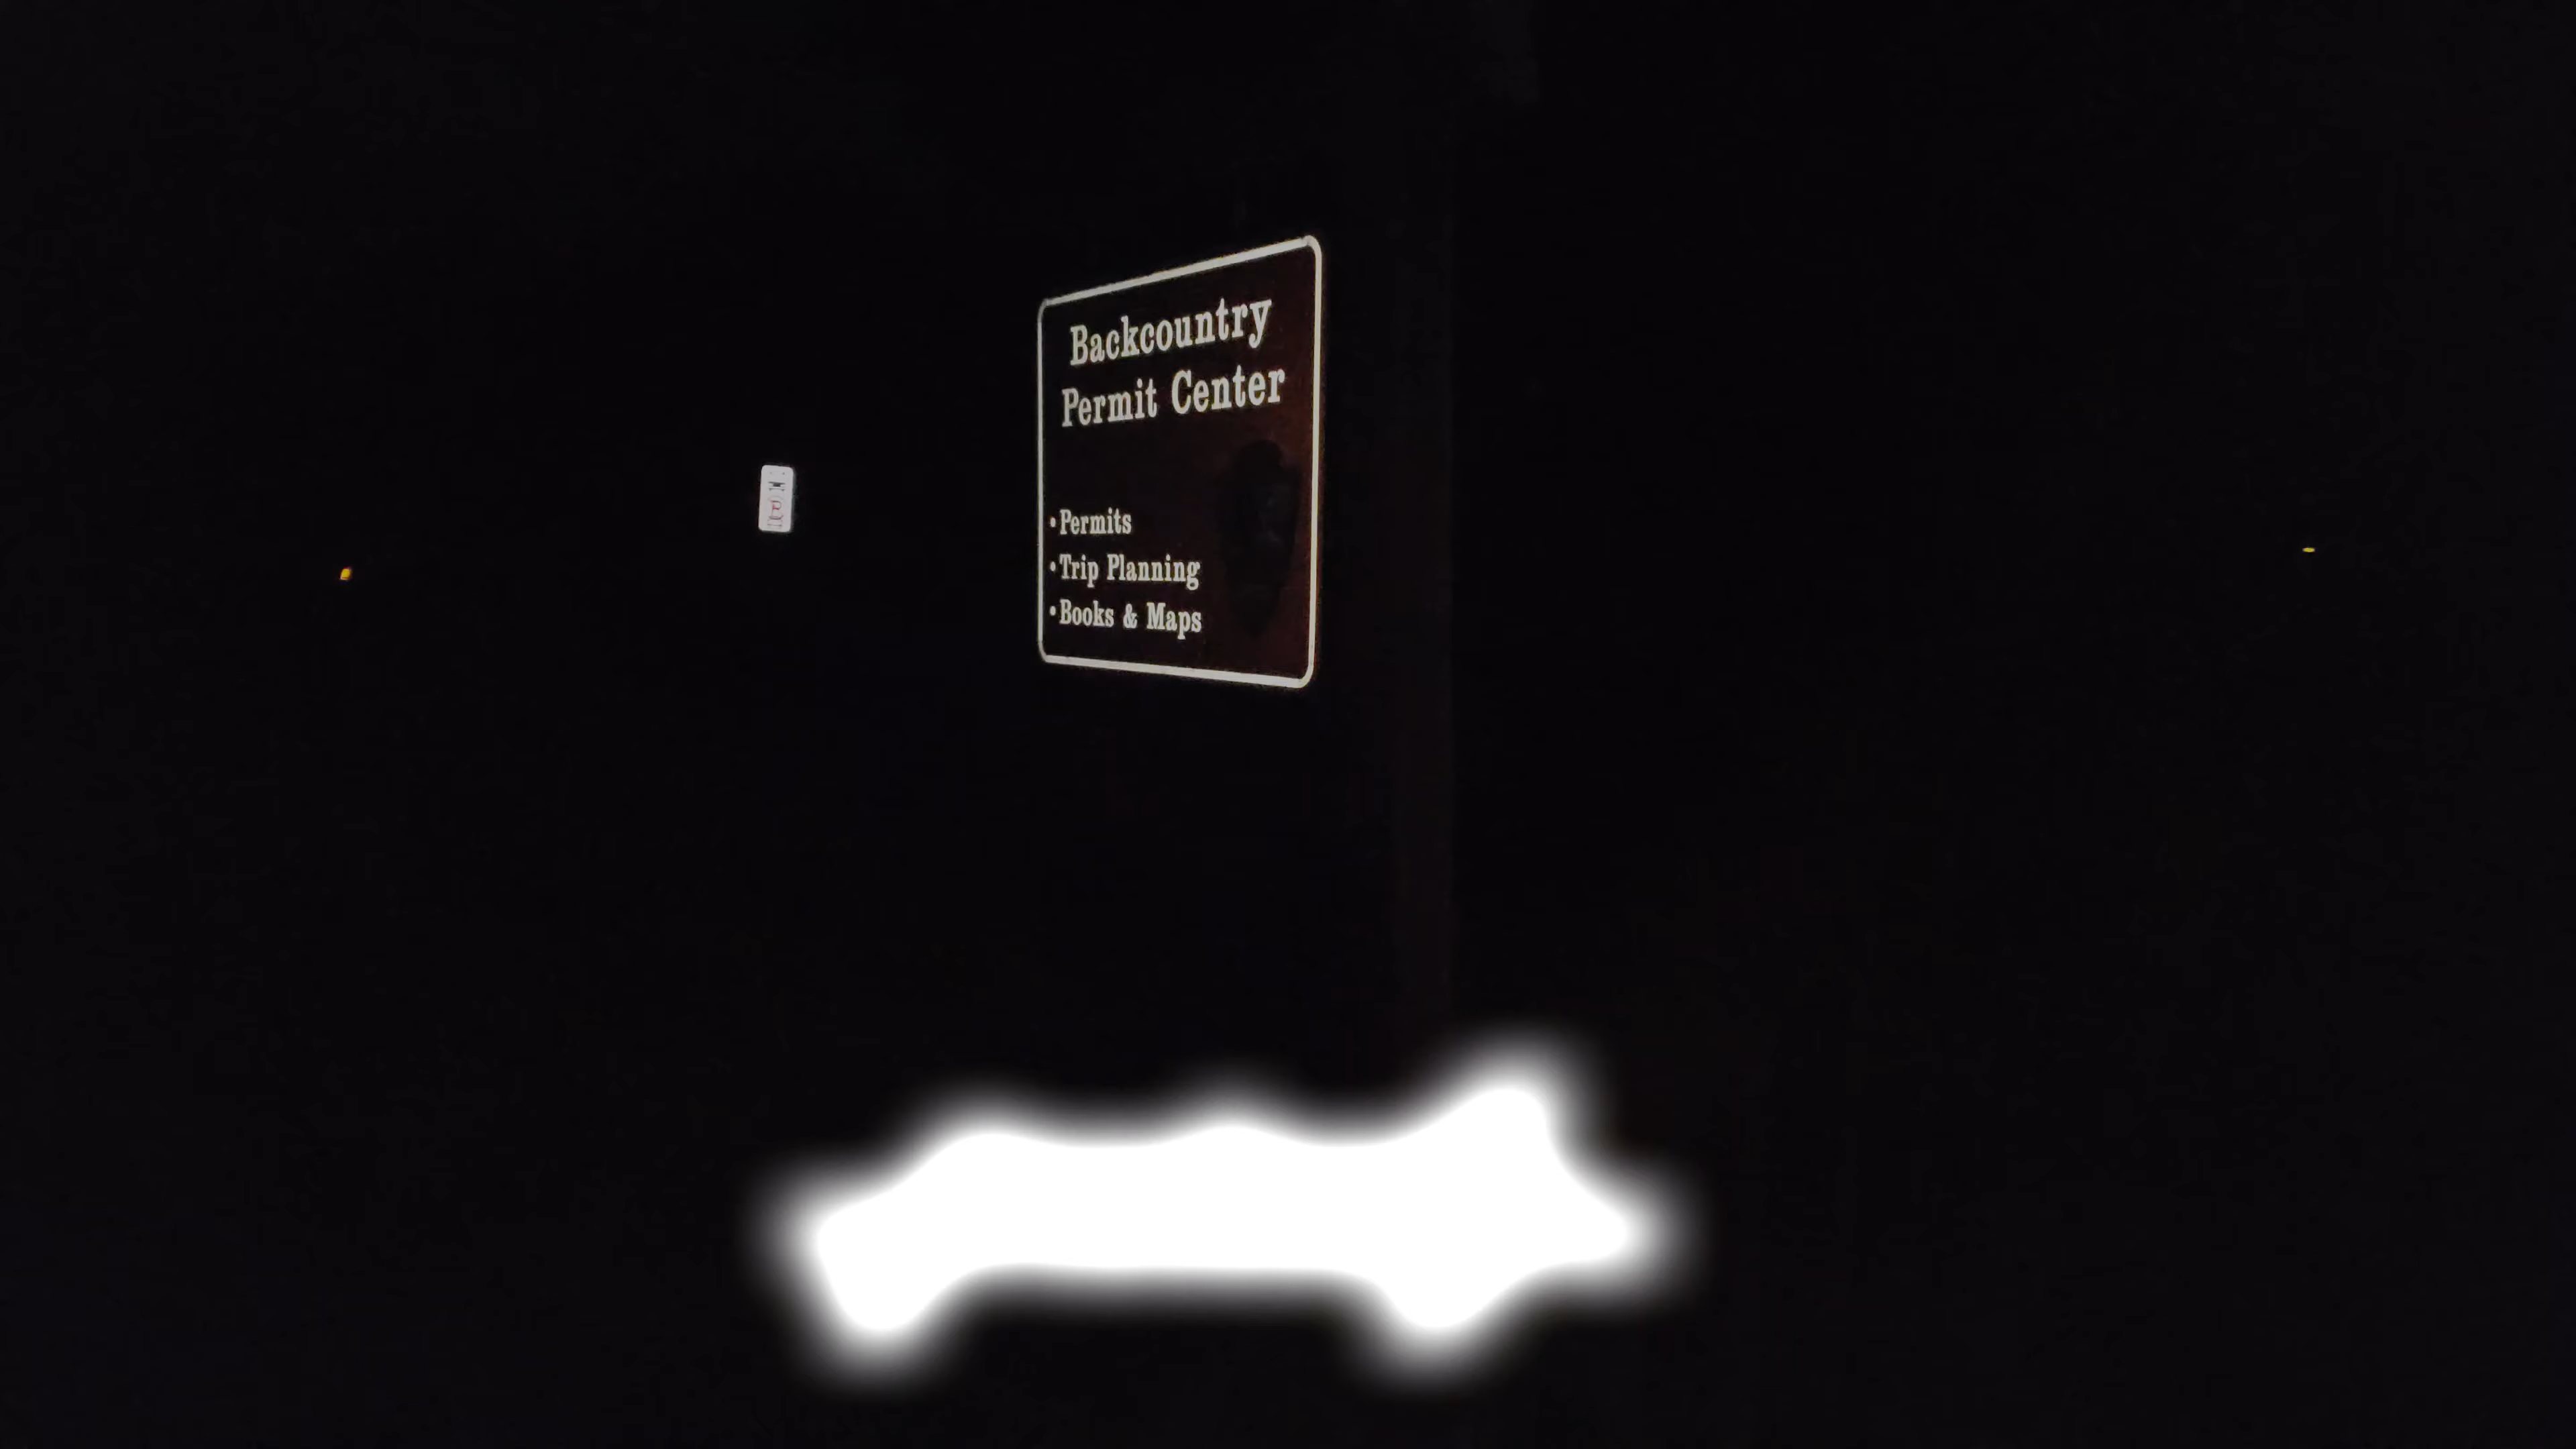 Backcountry
Permit Center
•Permits
•Trip Planning
•Books & Maps